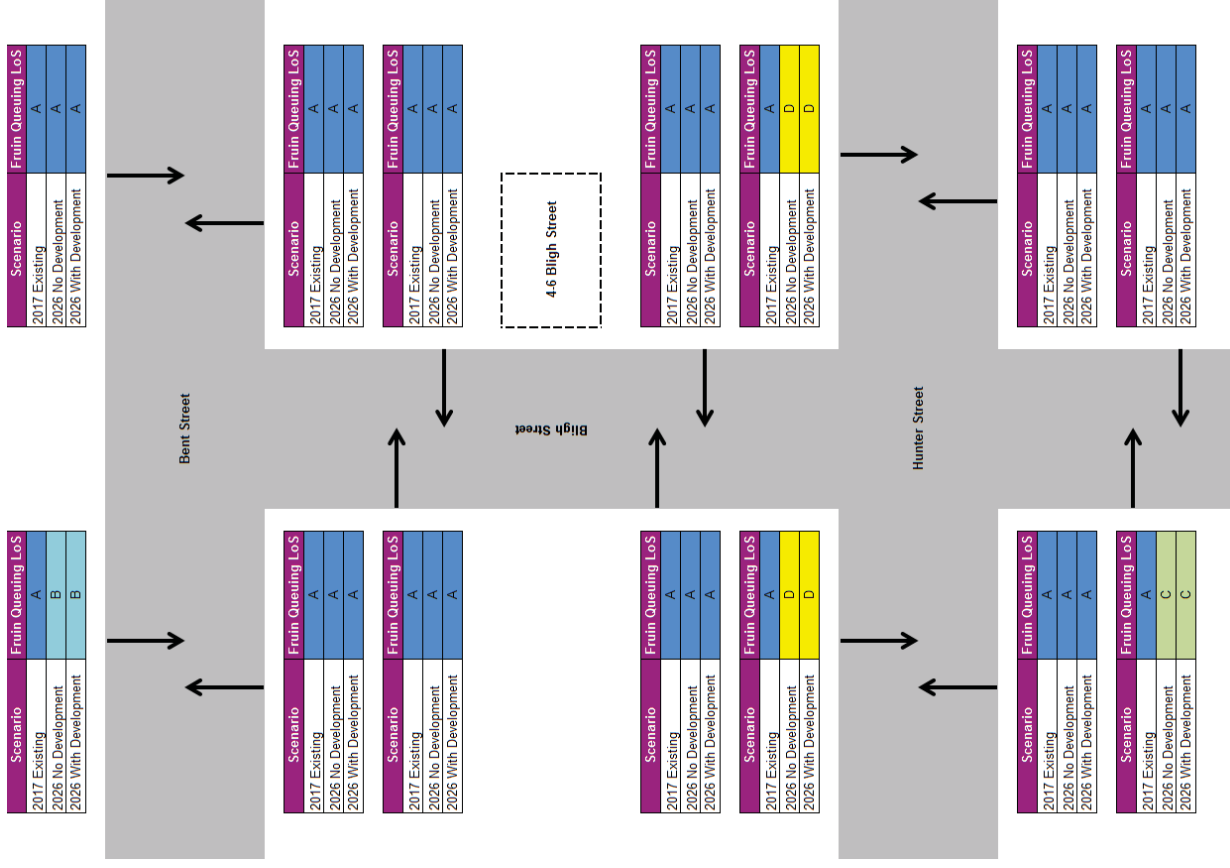 Scenario Fruin Queuing LoS
2017 Existing A
2026 No Development B
2026 With Development B
Scenario Fruin Queuing LoS
2017 Existing A
2026 No Development A
2026 With Development A
Bent Street
Scenario Fruin Queuing LoS
2017 Existing A
2026 No Development A
2026 With Development A
Scenario Fruin Queuing LoS
2017 Existing A
2026 No Development A
2026 With Development A
Scenario Fruin Queuing LoS
2017 Existing A
2026 No Development A
2026 With Development A
Scenario Fruin Queuing LoS
2017 Existing A
2026 No Development A
2026 With Development A
Bligh Street
4-6 Bligh Street
Scenario Fruin Queuing LoS
2017 Existing A
2026 No Development A
2026 With Development A
Scenario Fruin Queuing LoS
2017 Existing A
2026 No Development A
2026 With Development A
Scenario Fruin Queuing LoS
2017 Existing A
2026 No Development D
2026 With Development D
Scenario Fruin Queuing LoS
2017 Existing A
2026 No Development D
2026 With Development D
Hunter Street
Scenario Fruin Queuing LoS
2017 Existing A
2026 No Development A
2026 With Development A
Scenario Fruin Queuing LoS
2017 Existing A
2026 No Development A
2026 With Development A
Scenario Fruin Queuing LoS
2017 Existing A
2026 No Development C
2026 With Development C
Scenario Fruin Queuing LoS
2017 Existing A
2026 No Development A
2026 With Development A